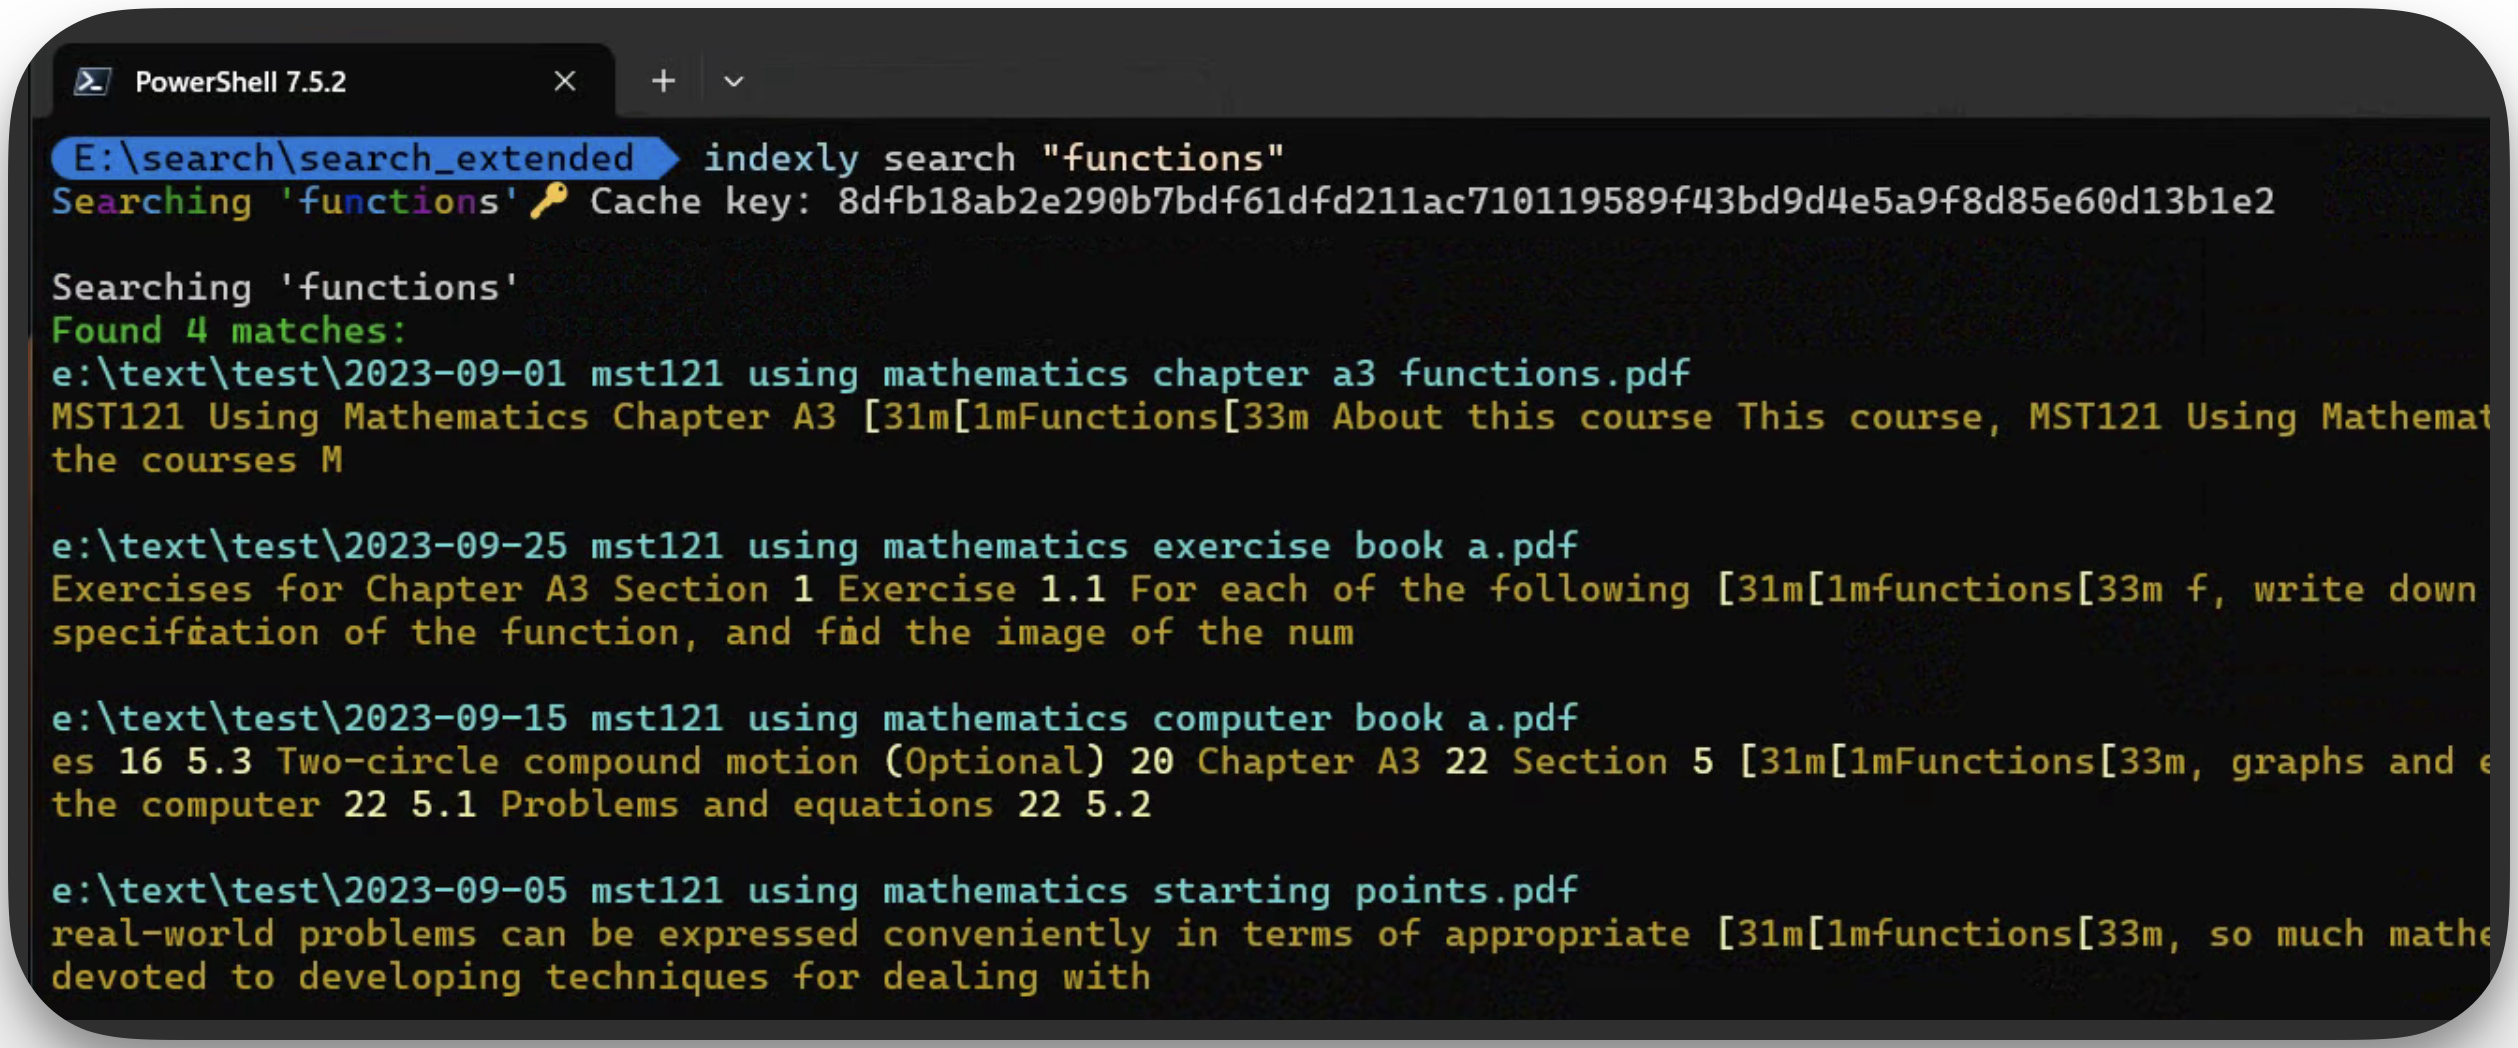 PowerShell 7.5.2
E:\search\search_extended indexly search "functions"
Searching 'functions'🔑 Cache key: 8dfb18ab2e290b7bdf61dfd211ac710119589f43bd9d4e5a9f8d85e60d13b1e2
Searching 'functions'
Found 4 matches:
e:\text\test\2023-09-01 mst121 using mathematics chapter a3 functions.pdf
MST121 Using Mathematics Chapter A3 [31m[1mFunctions[33m About this course This course, MST121 Using Mathemat
the courses M
e:\text\test\2023-09-25 mst121 using mathematics exercise book a.pdf
Exercises for Chapter A3 Section 1 Exercise 1.1 For each of the following [31m[1mfunctions[33m f, write down
specification of the function, and find the image of the num
e:\text\test\2023-09-15 mst121 using mathematics computer book a.pdf
es 16 5.3 Two-circle compound motion (Optional) 20 Chapter A3 22 Section 5 [31m[1mFunctions[33m, graphs and e
the computer 22 5.1 Problems and equations 22 5.2
e:\text\test\2023-09-05 mst121 using mathematics starting points.pdf
real-world problems can be expressed conveniently in terms of appropriate [31m[1mfunctions[33m, so much mathe
devoted to developing techniques for dealing with